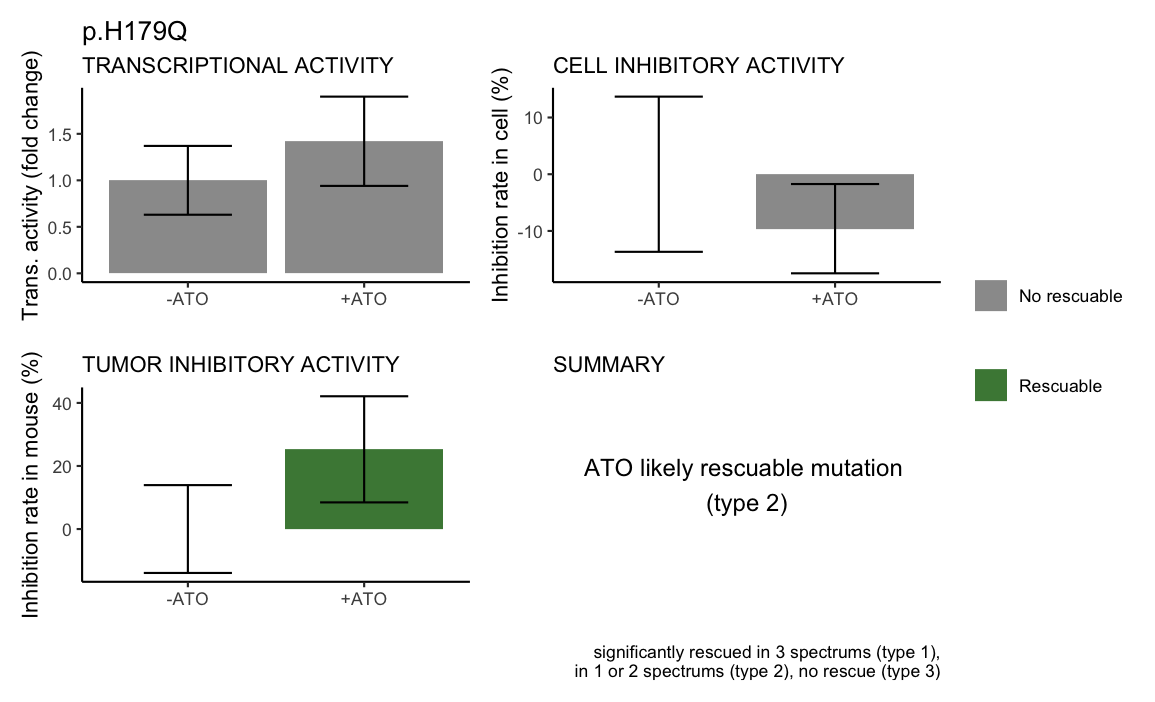 p.H179Q
TRANSCRIPTIONAL ACTIVITY
Trans. activity (fold change)
1.5
1.0
0.5
0.0
-ATO
+ATO
CELL INHIBITORY ACTIVITY
Inhibition rate in cell (%)
10
0
-10
-ATO
+ATO
No rescuable
Rescuable
TUMOR INHIBITORY ACTIVITY
Inhibition rate in mouse (%)
40
20
0
-ATO
+ATO
SUMMARY
ATO likely rescuable mutation
(type 2)
significantly rescued in 3 spectrums (type 1),
in 1 or 2 spectrums (type 2), no rescue (type 3)